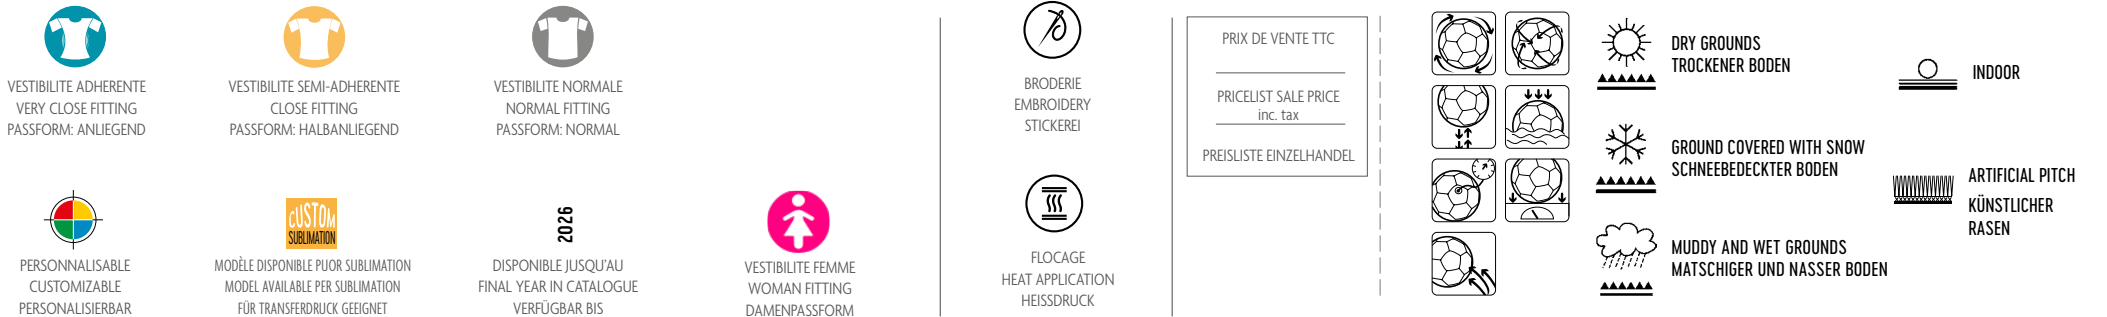 VESTIBILITE ADHERENTE
VERY CLOSE FITTING
PASSFORM: ANLIEGEND
VESTIBILITE SEMI-ADHERENTE
CLOSE FITTING
PASSFORM: HALBANLIEGEND
VESTIBILITE NORMALE
NORMAL FITTING
PASSFORM: NORMAL
PERSONNALISABLE
CUSTOMIZABLE
PERSONALISIERBAR
CUSTOM
SUBLIMATION
MODÈLE DISPONIBLE PUOR SUBLIMATION
MODEL AVAILABLE PER SUBLIMATION
FÜR TRANSFERDRUCK GEEIGNET
2026
DISPONIBLE JUSQU'AU
FINAL YEAR IN CATALOGUE
VERFÜGBAR BIS
VESTIBILITE FEMME
WOMAN FITTING
DAMENPASSFORM
BRODERIE
EMBROIDERY
STICKEREI
FLOCAGE
HEAT APPLICATION
HEISSDRUCK
PRIX DE VENTE TTC
PRICELIST SALE PRICE
inc. tax
PREISLISTE EINZELHANDEL
DRY GROUNDS
TROCKENER BODEN
GROUND COVERED WITH SNOW
SCHNEEBEDECKTER BODEN
MUDDY AND WET GROUNDS
MATSCHIGER UND NASSER BODEN
INDOOR
ARTIFICIAL PITCH
KÜNSTLICHER
RASEN